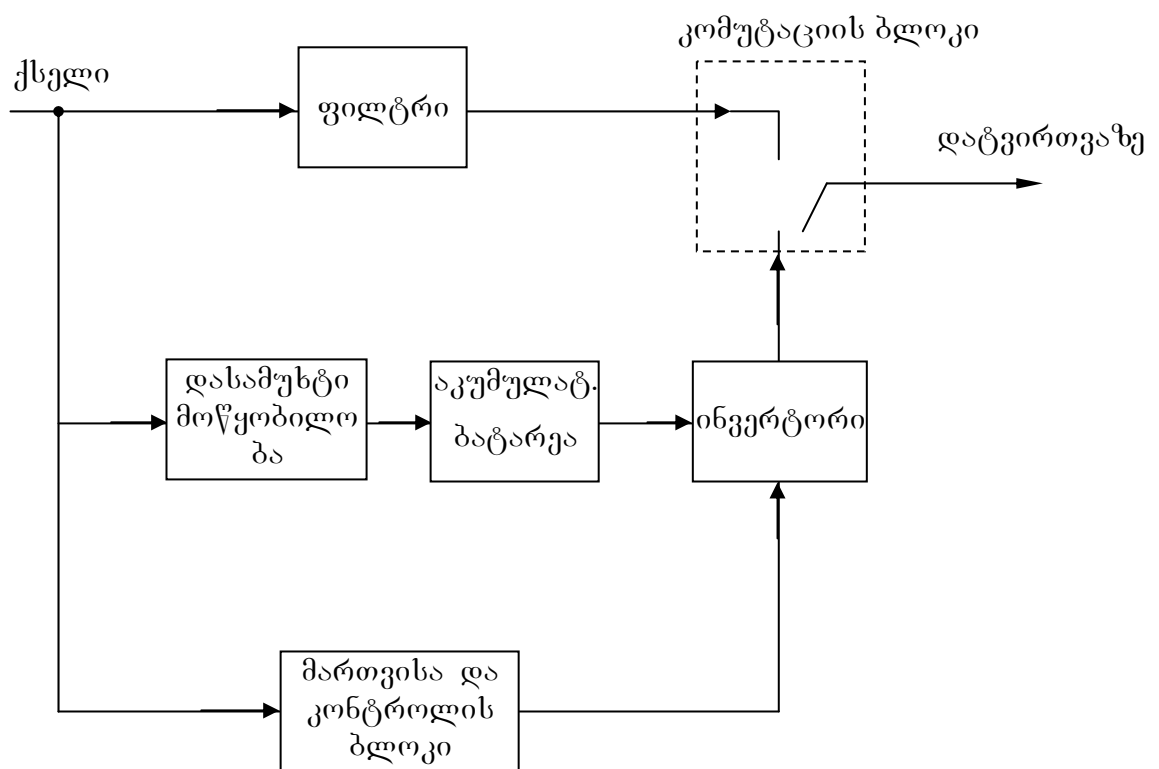 კომუტაციის ბლოკი
ქსელი
ფილტრი
დატვირთვაზე
დასამუხტი
მოწყობილო
ბა
აკუმულატ.
ბატარეა
ინვერტორი
მართვისა და
კონტროლის
ბლოკი